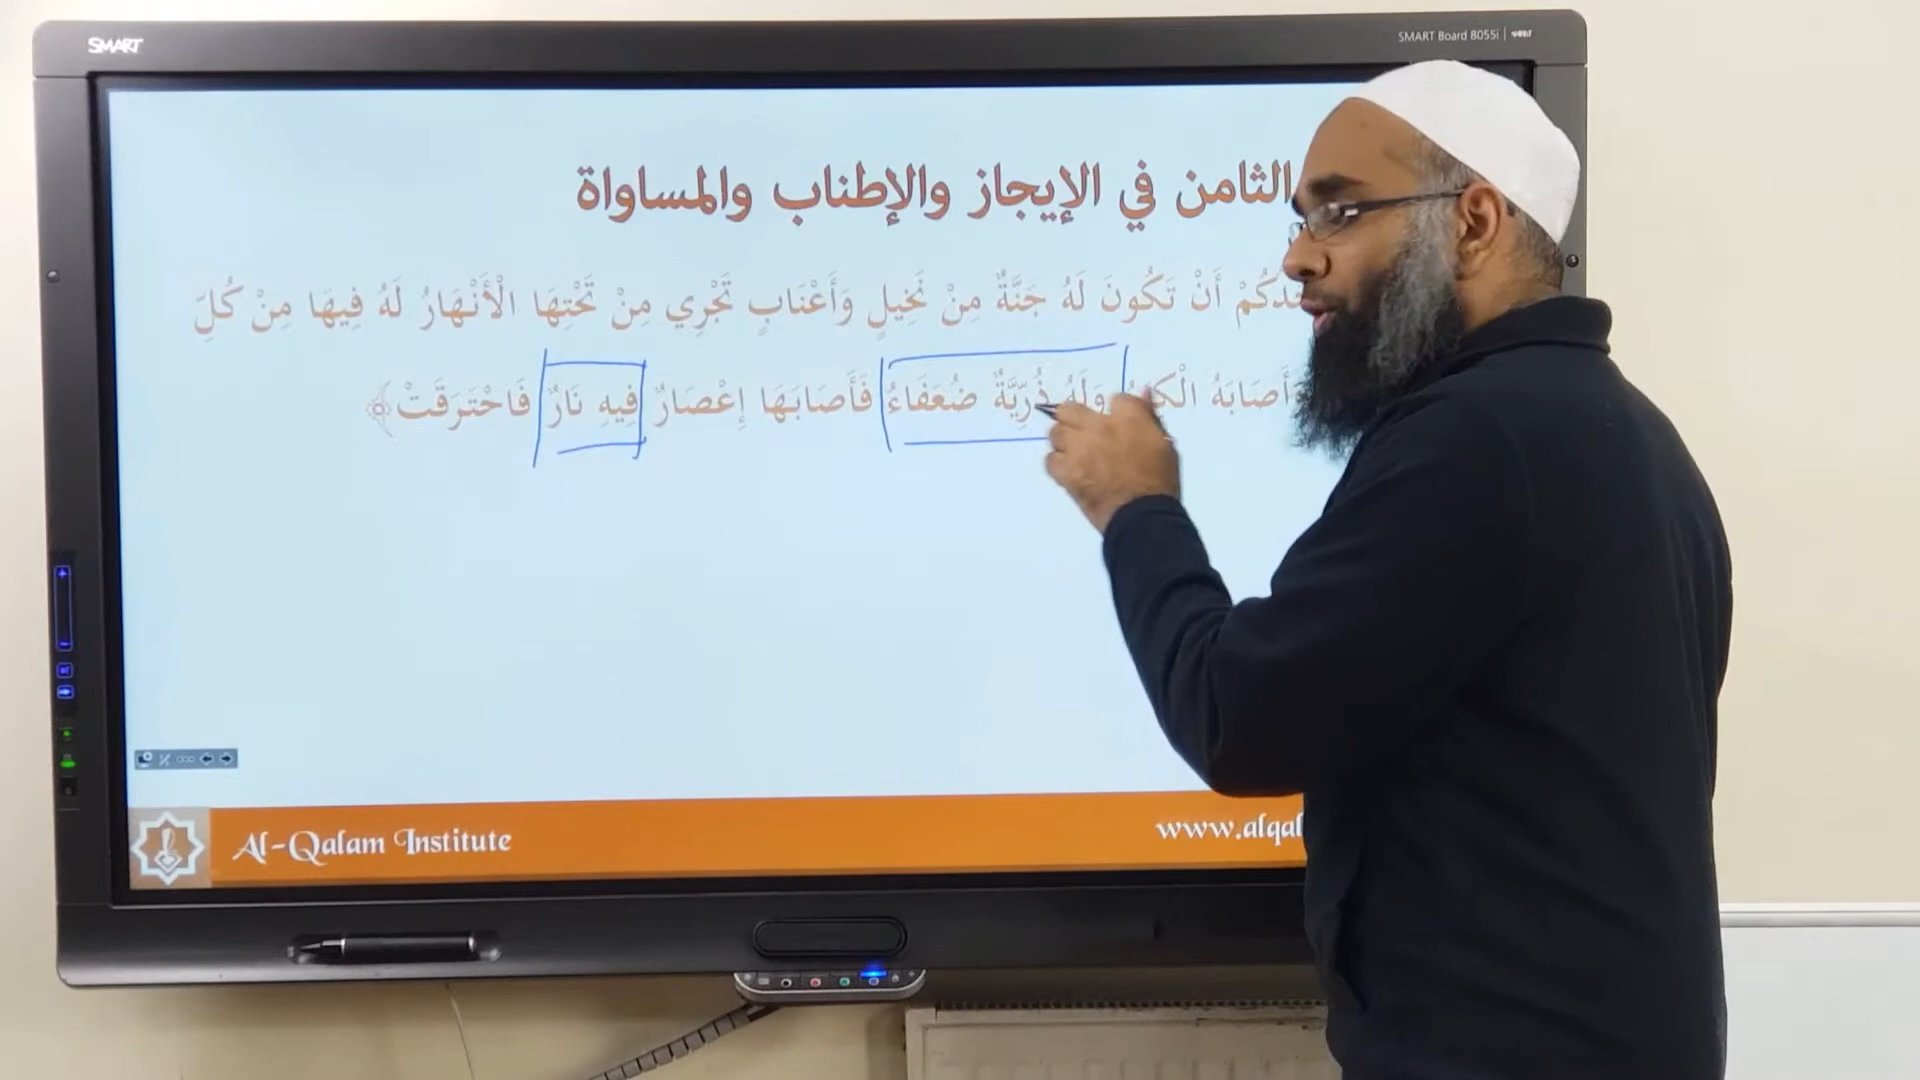 SMART
SMART Board 8055i
الثامن في الإيجاز والإطناب والمساواة
أَنْ تَكُونَ لَهُ جَنَّةٌ مِنْ نَخِيلٍ وَأَعْنَابٍ تَجْرِي مِنْ تَحْتِهَا الْأَنْهَارُ لَهُ فِيهَا مِنْ كُلِّ
وَأَصَابَهُ الْكِبَرُ وَلَهُ ذُرِّيَّةٌ ضُعَفَاءُ فَأَصَابَهَا إِعْصَارٌ فِيهِ نَارٌ فَاحْتَرَقَتْ ﴾
Al-Qalam Institute
www.alqal